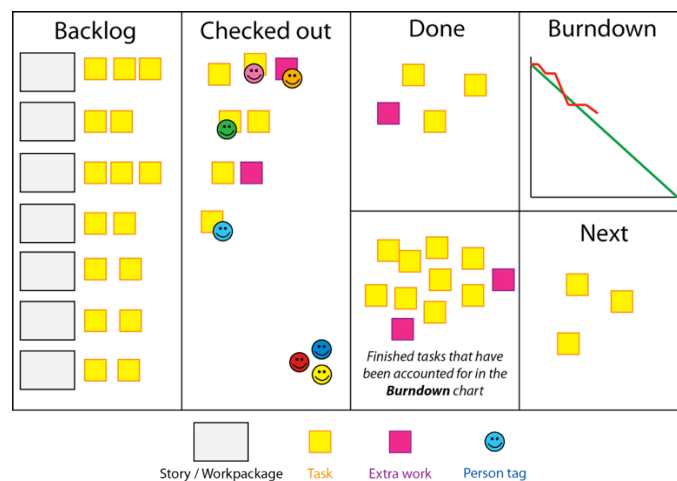 Backlog
Checked out
Done
Burndown
Next
Finished tasks that have
been accounted for in the
Burndown chart
Story / Workpackage
Task
Extra work
Person tag